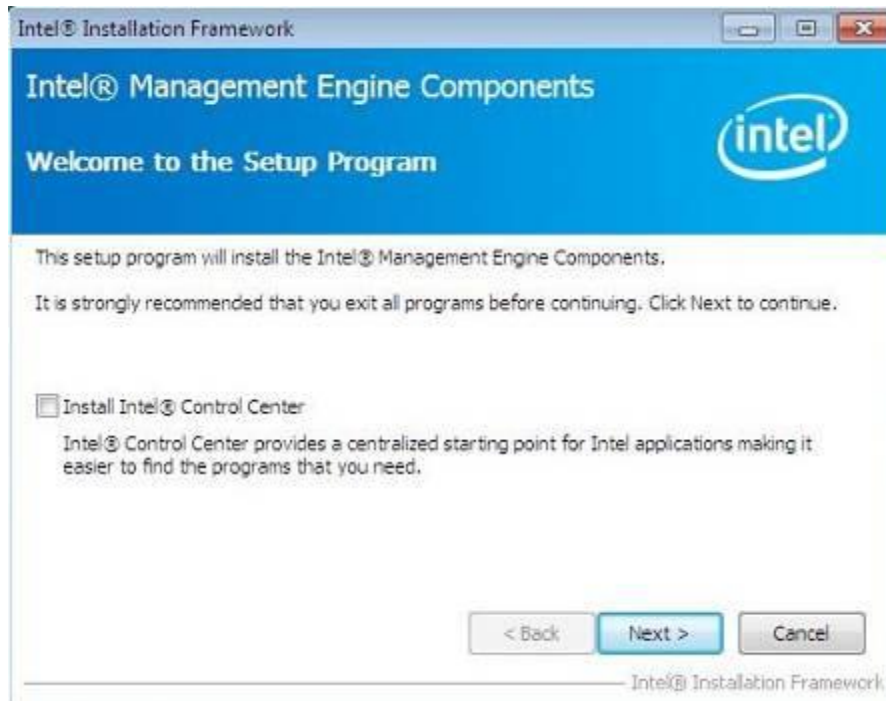 Intel® Installation Framework
Intel® Management Engine Components
Welcome to the Setup Program
intel
This setup program will install the Intel® Management Engine Components.
It is strongly recommended that you exit all programs before continuing. Click Next to continue.
Install Intel® Control Center
Intel® Control Center provides a centralized starting point for Intel applications making it
easier to find the programs that you need.
< Back Next > Cancel
Intel® Installation Framework